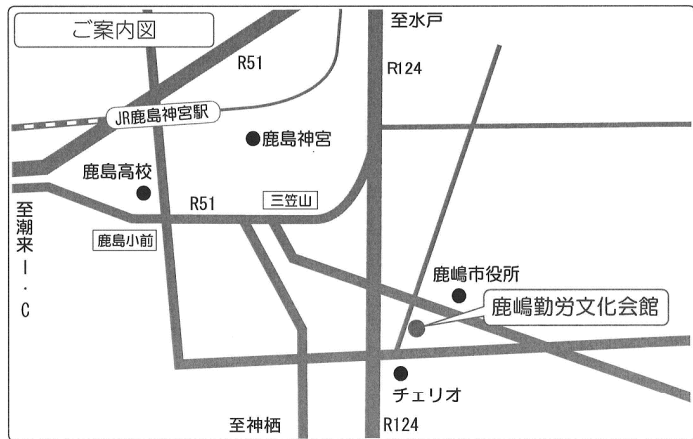 ご案内図
至水戸
R51
R124
JR鹿島神宮駅
鹿島神宮
鹿島高校
R51
三笠山
鹿島小前
至潮来I・C
鹿嶋市役所
鹿嶋勤労文化会館
チェリオ
至神栖
R124